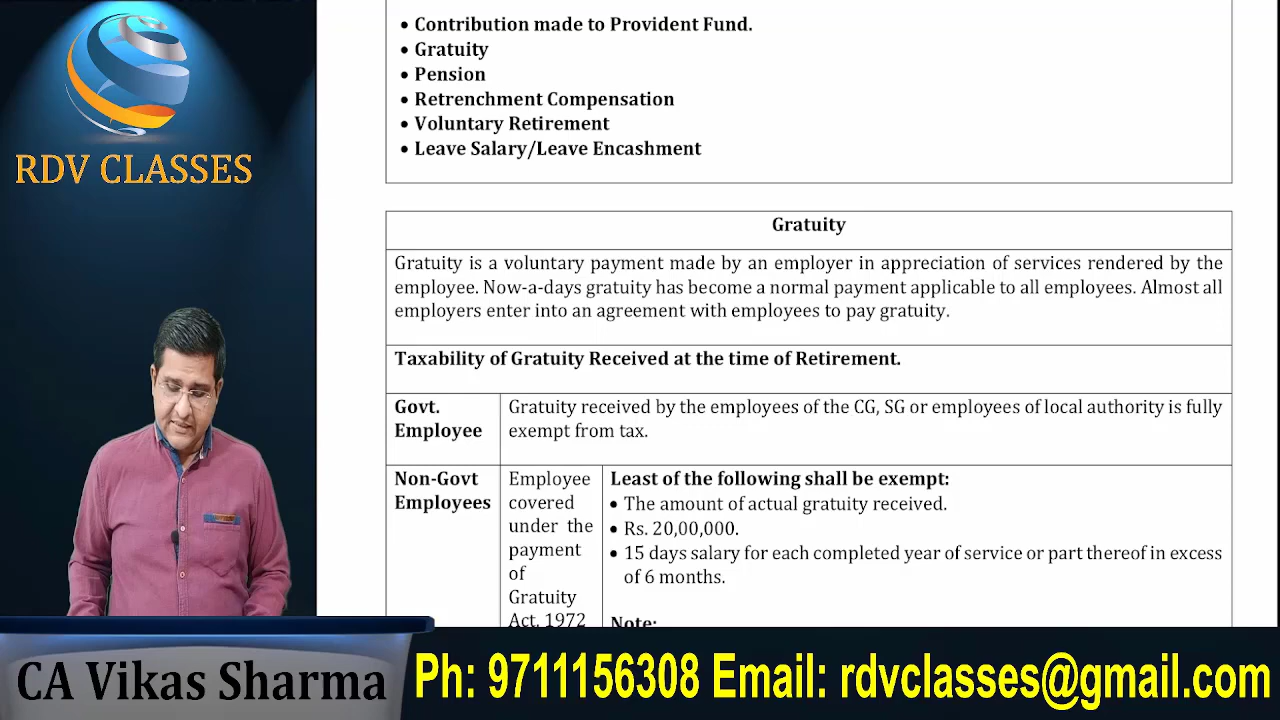 • Contribution made to Provident Fund.
• Gratuity
• Pension
• Retrenchment Compensation
• Voluntary Retirement
• Leave Salary/Leave Encashment
RDV CLASSES
Gratuity
Gratuity is a voluntary payment made by an employer in appreciation of services rendered by the
employee. Now-a-days gratuity has become a normal payment applicable to all employees. Almost all
employers enter into an agreement with employees to pay gratuity.
Taxability of Gratuity Received at the time of Retirement.
Govt.
Employee
Gratuity received by the employees of the CG, SG or employees of local authority is fully
exempt from tax.
Non-Govt
Employees
Employee
covered
under the
payment
of
Gratuity
Act, 1972
Least of the following shall be exempt:
• The amount of actual gratuity received.
• Rs. 20,00,000.
• 15 days salary for each completed year of service or part thereof in excess
of 6 months.
Note:
CA Vikas Sharma
Ph: 9711156308 Email: rdvclasses@gmail.com